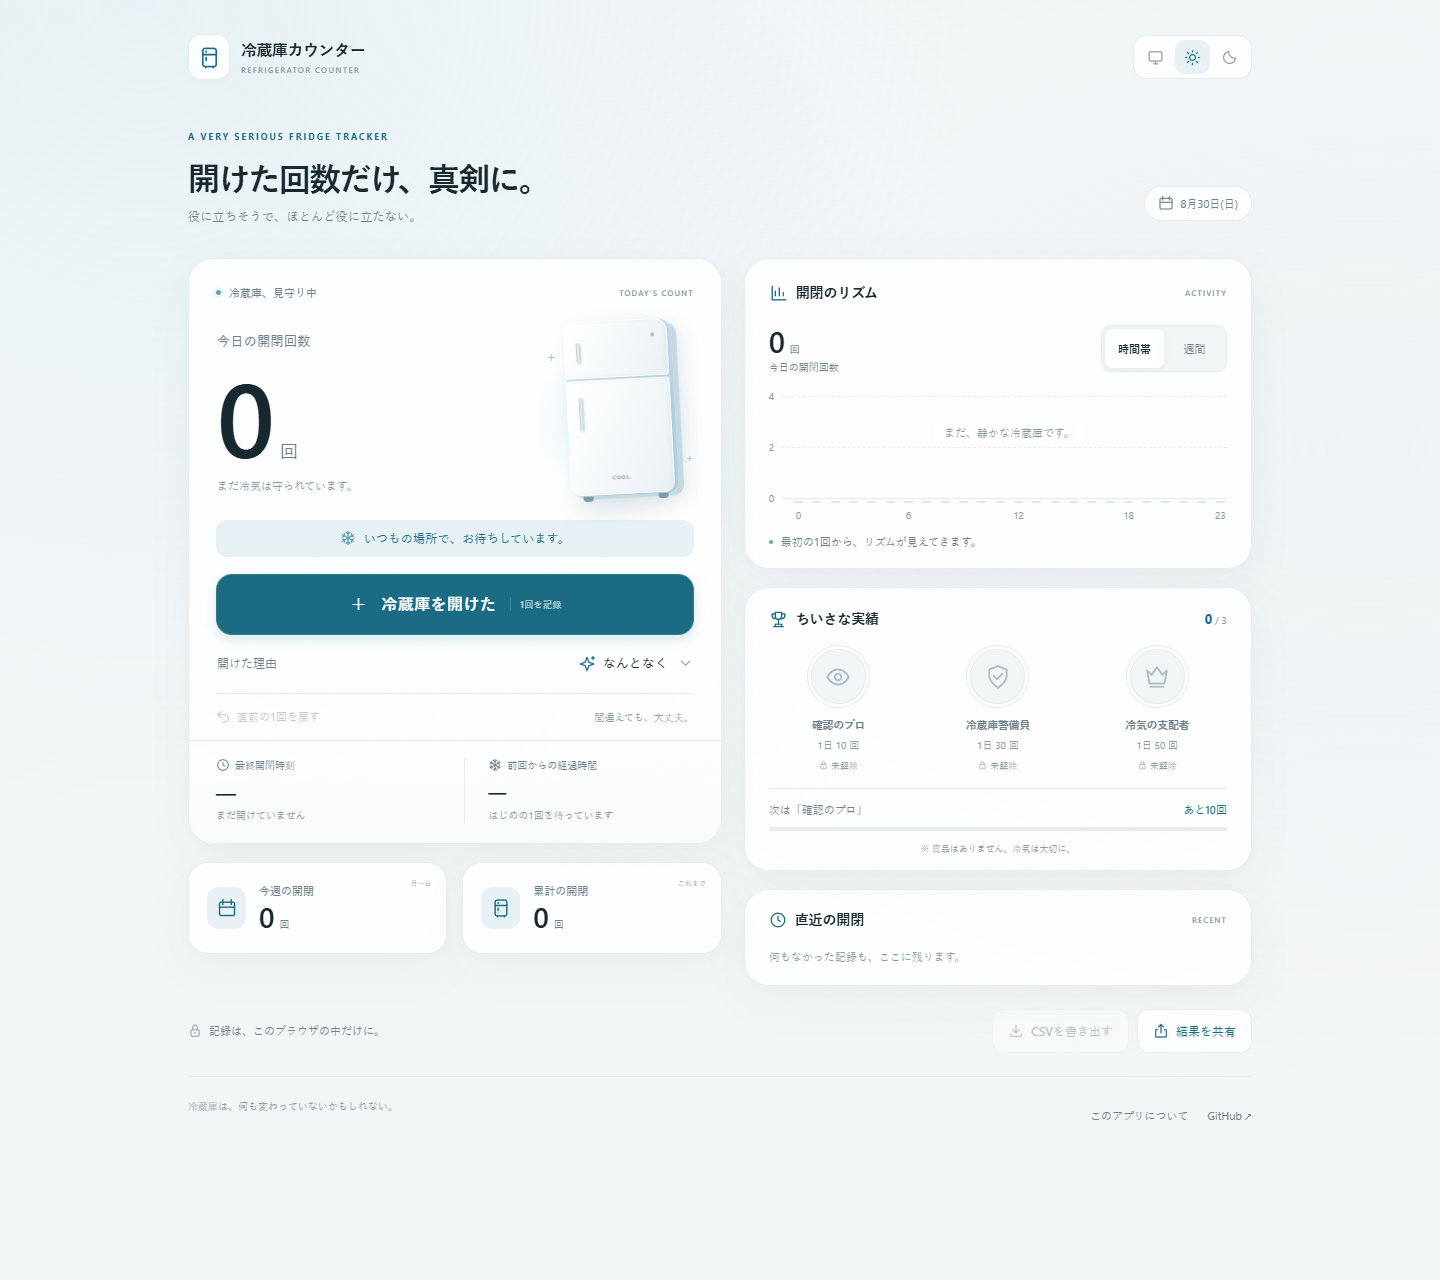 冷蔵庫カウンター
REFRIGERATOR COUNTER
A VERY SERIOUS FRIDGE TRACKER
開けた回数だけ、真剣に。
役に立ちそうで、ほとんど役に立たない。
8月30日(日)
冷蔵庫、見守り中
TODAY'S COUNT
今日の開閉回数
0 回
まだ冷気は守られています。
COOL.
いつもの場所で、お待ちしています。
冷蔵庫を開けた 1回を記録
開けた理由
なんとなく
直前の1回を戻す
間違えても、大丈夫。
最終開閉時刻
—
まだ開けていません
前回からの経過時間
—
はじめの1回を待っています
今週の開閉
月—日
0 回
累計の開閉
これまで
0 回
開閉のリズム
ACTIVITY
0 回
今日の開閉回数
時間帯
週間
4
まだ、静かな冷蔵庫です。
2
0
0 6 12 18 23
最初の1回から、リズムが見えてきます。
ちいさな実績
0 / 3
確認のプロ
1日 10 回
未解除
冷蔵庫警備員
1日 30 回
未解除
冷気の支配者
1日 50 回
未解除
次は「確認のプロ」
あと10回
※ 賞品はありません。冷気は大切に。
直近の開閉
RECENT
何もなかった記録も、ここに残ります。
記録は、このブラウザの中だけに。
CSVを書き出す
結果を共有
冷蔵庫は、何も変わっていないかもしれない。
このアプリについて
GitHub ↗